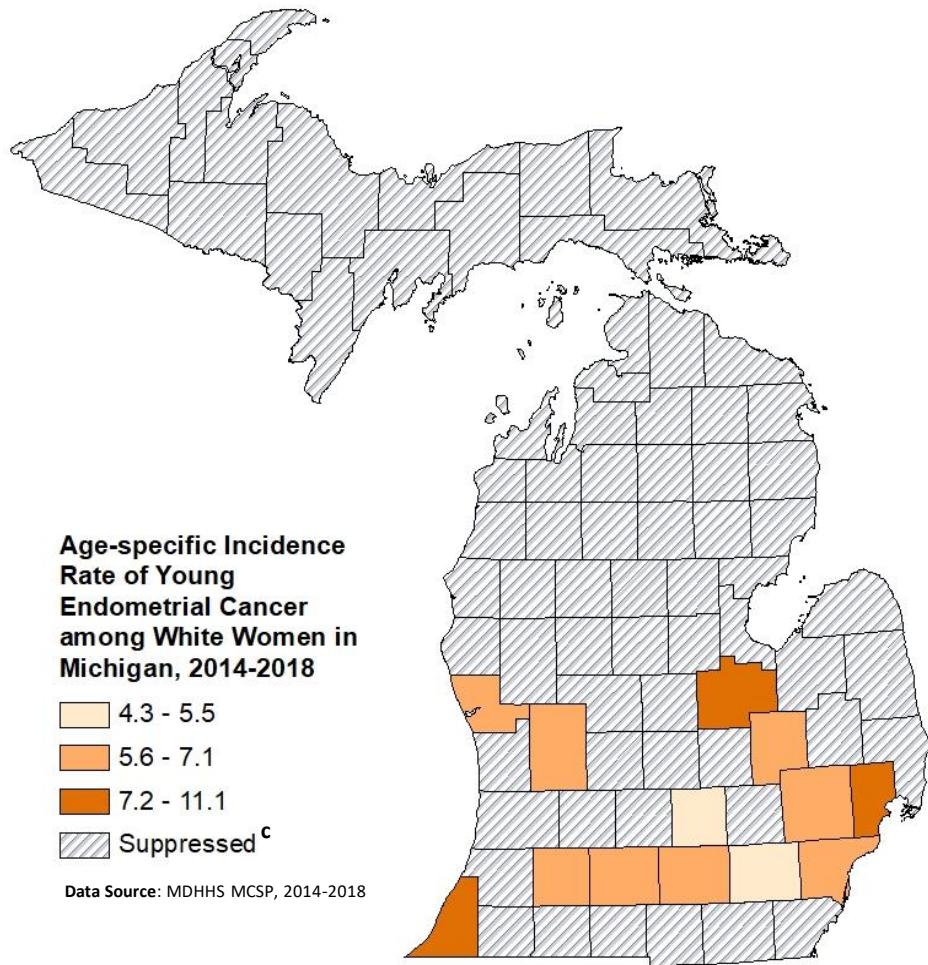 Age-specific Incidence
Rate of Young
Endometrial Cancer
among White Women in
Michigan, 2014-2018
4.3 - 5.5
5.6 - 7.1
7.2 - 11.1
Suppressed c
Data Source: MDHHS MCSP, 2014-2018